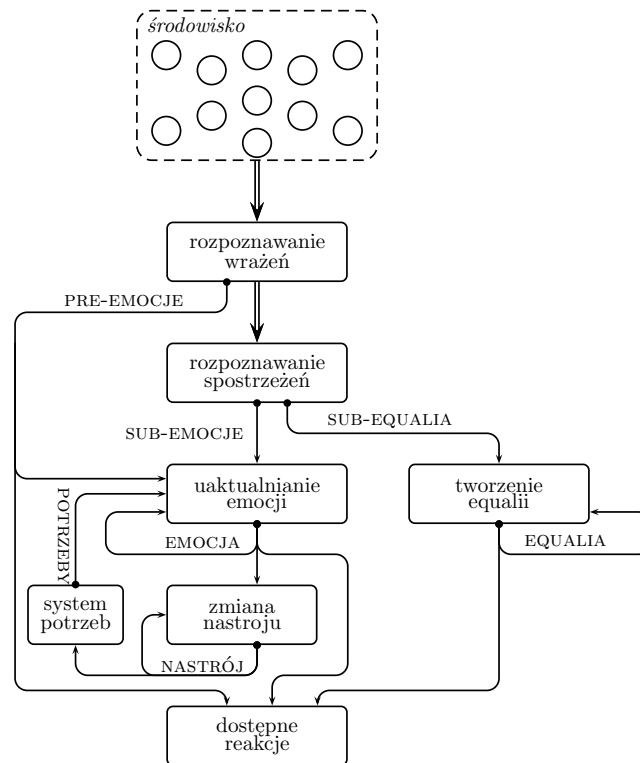 środowisko
rozpoznawanie
wrażeń
PRE-EMOCJE
rozpoznawanie
spostrzeżeń
SUB-EMOCJE
SUB-EQUALIA
uaktualnianie
emocji
tworzenie
equalii
POTRZEBY
EMOCJA
EQUALIA
system
potrzeb
zmiana
nastroju
NASTRÓJ
dostępne
reakcje